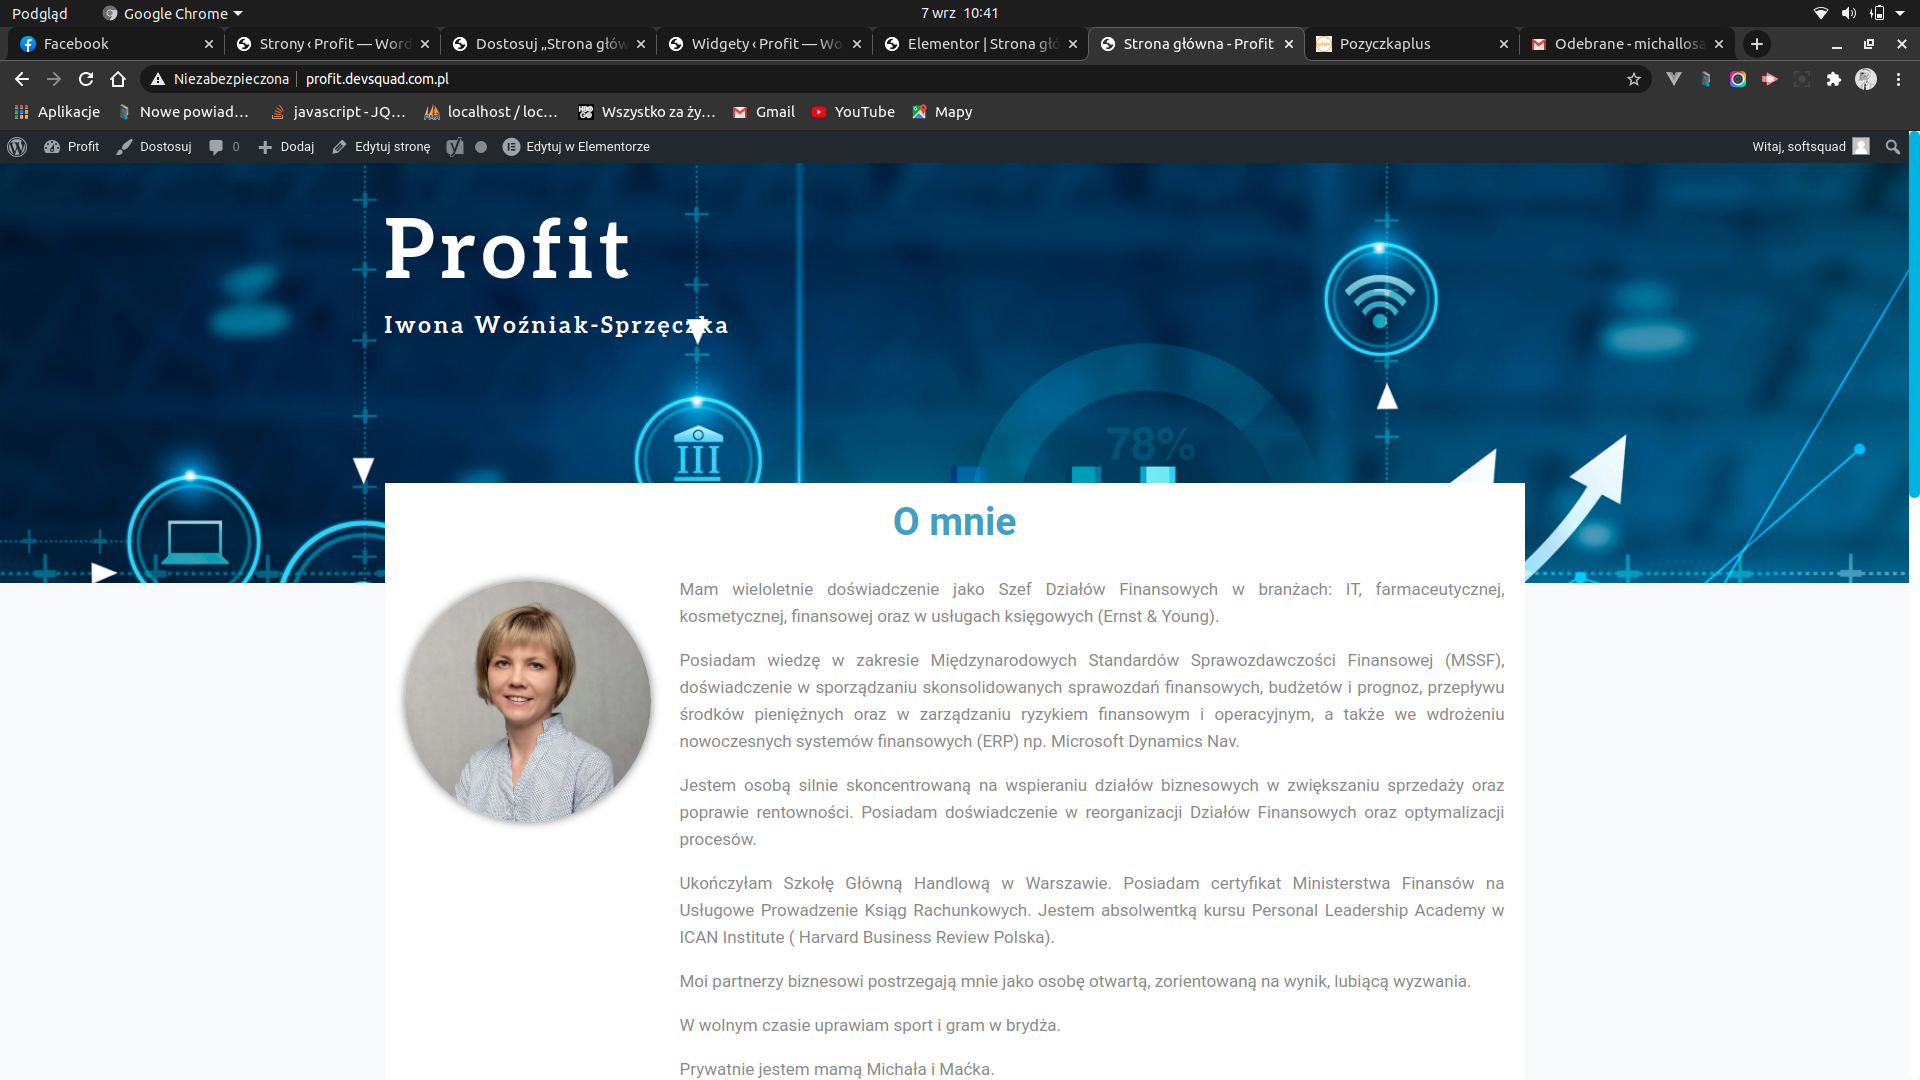 Podgląd Google Chrome 7 wrz 10:41
Facebook Strony ‹ Profit — Word Dostosuj „Strona głów Widgety ‹ Profit — Wo Elementor | Strona głó Strona główna - Profit Pozyczkaplus Odebrane - michallosa
Niezabezpieczona profit.devsquad.com.pl
Aplikacje Nowe powiad… javascript - JQ… localhost / loc… Wszystko za ży… Gmail YouTube Mapy
Profit Dostosuj 0 Dodaj Edytuj stronę Edytuj w Elementorze Witaj, softsquad
Profit
Iwona Woźniak-Sprzęczka
78%
O mnie
Mam wieloletnie doświadczenie jako Szef Działów Finansowych w branżach: IT, farmaceutycznej,
kosmetycznej, finansowej oraz w usługach księgowych (Ernst & Young).
Posiadam wiedzę w zakresie Międzynarodowych Standardów Sprawozdawczości Finansowej (MSSF),
doświadczenie w sporządzaniu skonsolidowanych sprawozdań finansowych, budżetów i prognoz, przepływu
środków pieniężnych oraz w zarządzaniu ryzykiem finansowym i operacyjnym, a także we wdrożeniu
nowoczesnych systemów finansowych (ERP) np. Microsoft Dynamics Nav.
Jestem osobą silnie skoncentrowaną na wspieraniu działów biznesowych w zwiększaniu sprzedaży oraz
poprawie rentowności. Posiadam doświadczenie w reorganizacji Działów Finansowych oraz optymalizacji
procesów.
Ukończyłam Szkołę Główną Handlową w Warszawie. Posiadam certyfikat Ministerstwa Finansów na
Usługowe Prowadzenie Ksiąg Rachunkowych. Jestem absolwentką kursu Personal Leadership Academy w
ICAN Institute ( Harvard Business Review Polska).
Moi partnerzy biznesowi postrzegają mnie jako osobę otwartą, zorientowaną na wynik, lubiącą wyzwania.
W wolnym czasie uprawiam sport i gram w brydża.
Prywatnie jestem mamą Michała i Maćka.